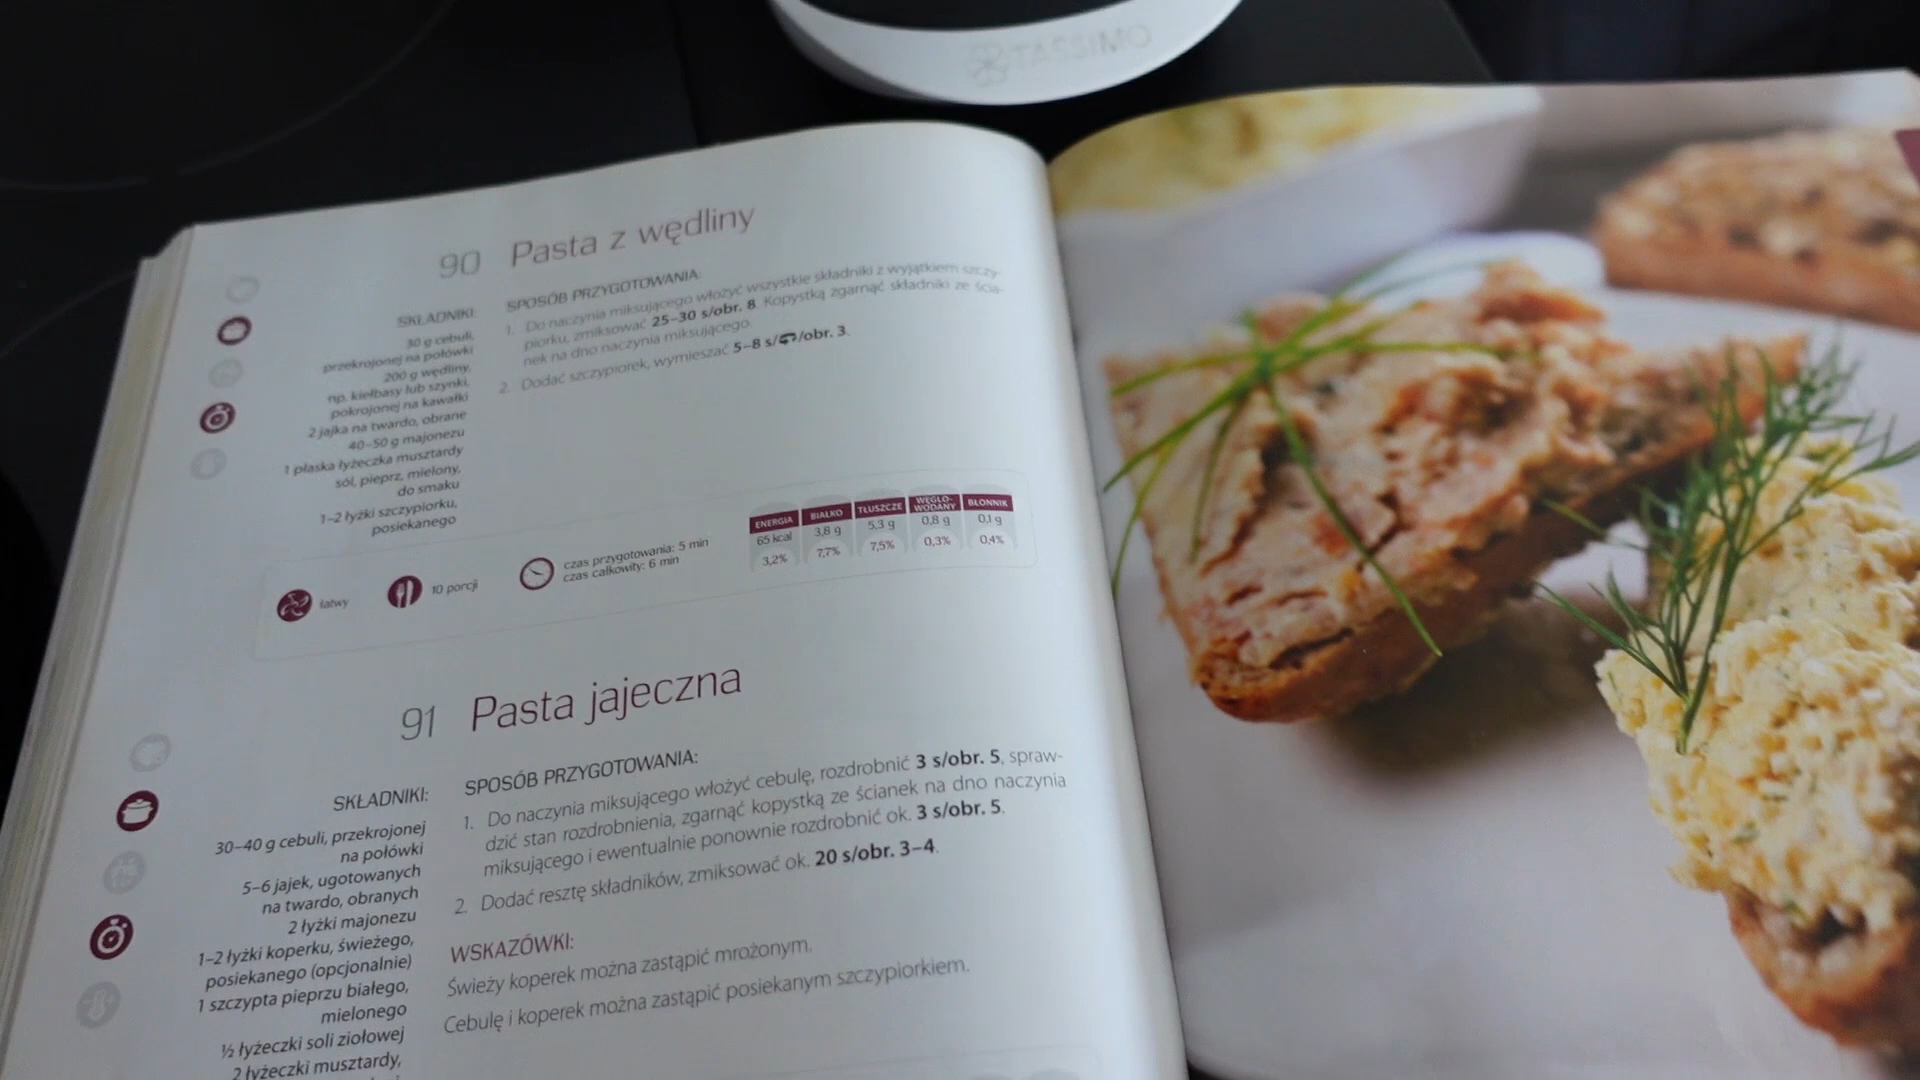 TASSIMO
90 Pasta z wędliny
SKŁADNIKI:
30 g cebuli,
przekrojonej na połówki
200 g wędliny,
np. kiełbasy lub szynki,
pokrojonej na kawałki
2 jajka na twardo, obrane
40–50 g majonezu
1 płaska łyżeczka musztardy
sól, pieprz, mielony,
do smaku
1–2 łyżki szczypiorku,
posiekanego
SPOSÓB PRZYGOTOWANIA:
1. Do naczynia miksującego włożyć wszystkie składniki z wyjątkiem szczy-
piorku, zmiksować 25–30 s/obr. 8. Kopystką zgarnąć składniki ze ścia-
nek na dno naczynia miksującego.
2. Dodać szczypiorek, wymieszać 5–8 s/ /obr. 3.
łatwy
10 porcji
czas przygotowania: 5 min
czas całkowity: 6 min
ENERGIA BIAŁKO TŁUSZCZE WĘGLO-WODANY BŁONNIK
65 kcal 3,8 g 5,3 g 0,8 g 0,1 g
3,2% 7,7% 7,5% 0,3% 0,4%
91 Pasta jajeczna
SKŁADNIKI:
30–40 g cebuli, przekrojonej
na połówki
5–6 jajek, ugotowanych
na twardo, obranych
2 łyżki majonezu
1–2 łyżki koperku, świeżego,
posiekanego (opcjonalnie)
1 szczypta pieprzu białego,
mielonego
½ łyżeczki soli ziołowej
2 łyżeczki musztardy,
SPOSÓB PRZYGOTOWANIA:
1. Do naczynia miksującego włożyć cebulę, rozdrobnić 3 s/obr. 5, spraw-
dzić stan rozdrobnienia, zgarnąć kopystką ze ścianek na dno naczynia
miksującego i ewentualnie ponownie rozdrobnić ok. 3 s/obr. 5.
2. Dodać resztę składników, zmiksować ok. 20 s/obr. 3–4.
WSKAZÓWKI:
Świeży koperek można zastąpić mrożonym.
Cebulę i koperek można zastąpić posiekanym szczypiorkiem.